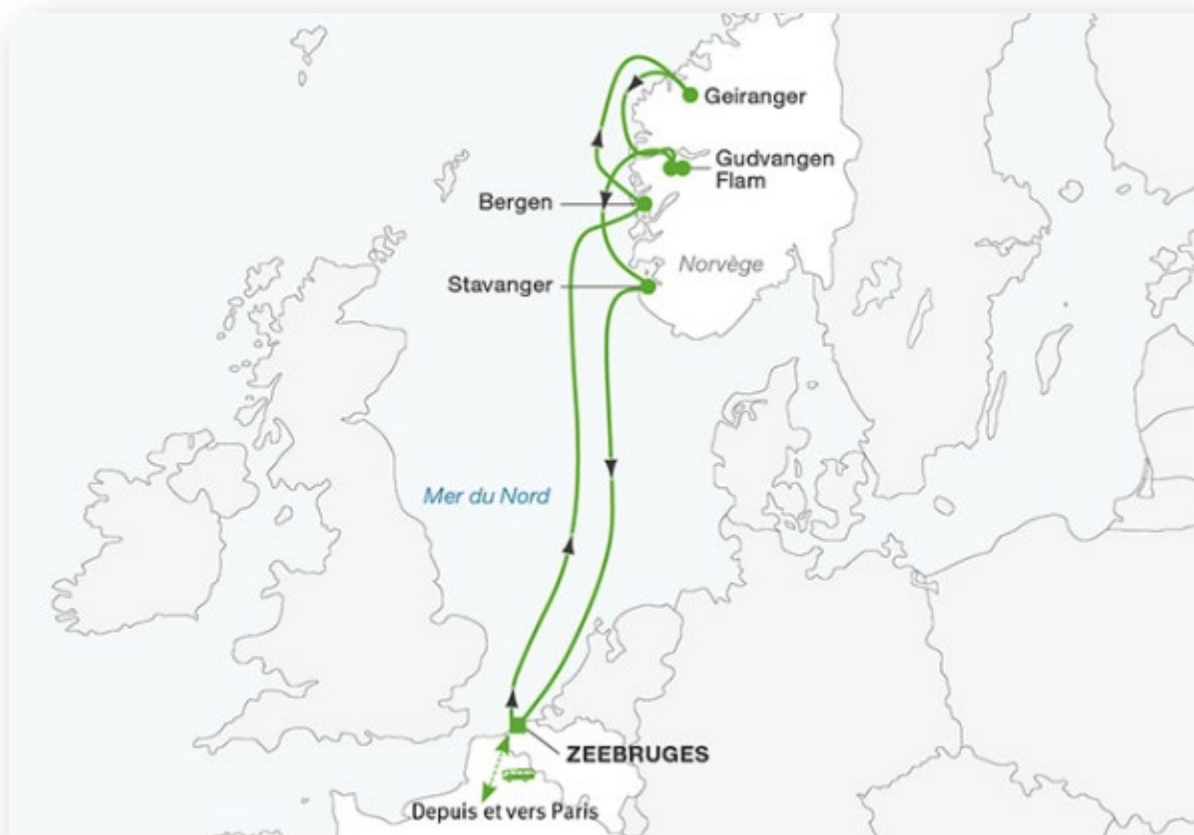 Geiranger
Gudvangen
Flam
Bergen
Norvège
Stavanger
Mer du Nord
ZEEBRUGES
Depuis et vers Paris